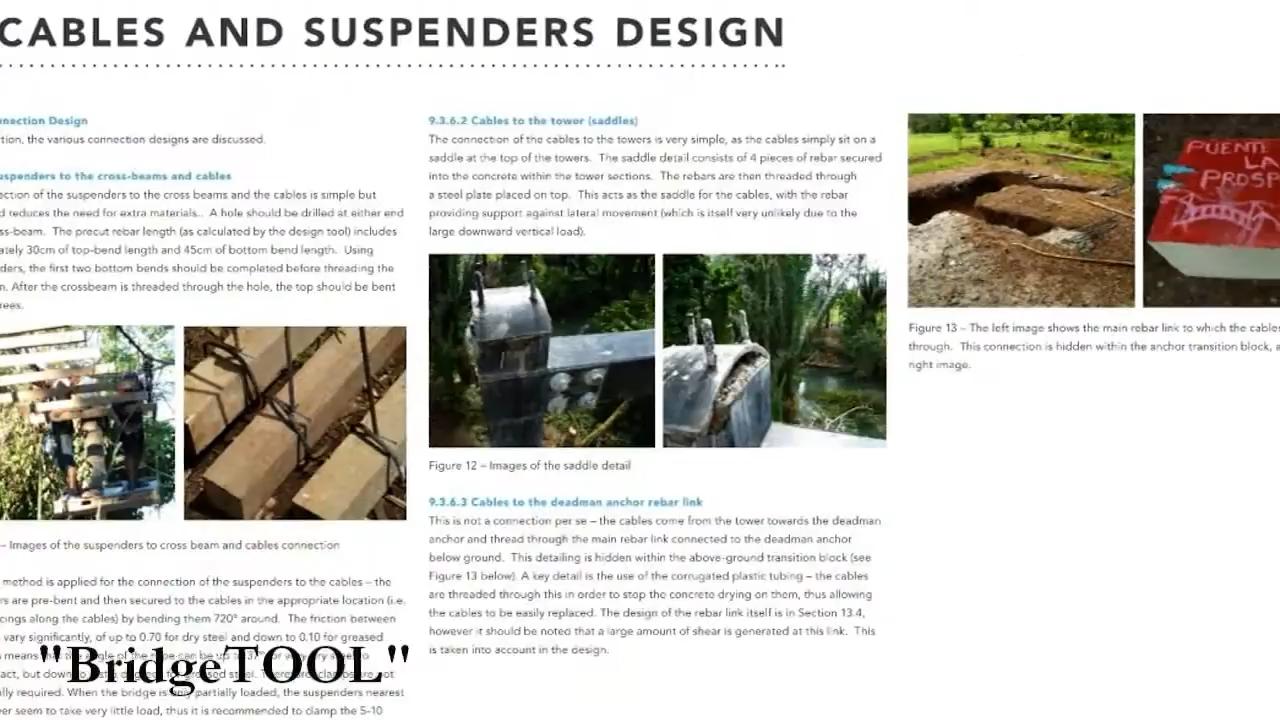 CABLES AND SUSPENDERS DESIGN
nnection Design
tion, the various connection designs are discussed.
uspenders to the cross-beams and cables
ection of the suspenders to the cross beams and the cables is simple but
d reduces the need for extra materials.. A hole should be drilled at either end
ss-beam. The precut rebar length (as calculated by the design tool) includes
ately 30cm of top-bend length and 45cm of bottom bend length. Using
ders, the first two bottom bends should be completed before threading the
n. After the crossbeam is threaded through the hole, the top should be bent
rees.
– Images of the suspenders to cross beam and cables connection
method is applied for the connection of the suspenders to the cables – the
rs are pre-bent and then secured to the cables in the appropriate location (i.e.
cings along the cables) by bending them 720° around. The friction between
vary significantly, of up to 0.70 for dry steel and down to 0.10 for greased
s means
act, but down
lly required. When the bridge is only partially loaded, the suspenders nearest
er seem to take very little load, thus it is recommended to clamp the 5-10
"BridgeTOOL"
9.3.6.2 Cables to the tower (saddles)
The connection of the cables to the towers is very simple, as the cables simply sit on a
saddle at the top of the towers. The saddle detail consists of 4 pieces of rebar secured
into the concrete within the tower sections. The rebars are then threaded through
a steel plate placed on top. This acts as the saddle for the cables, with the rebar
providing support against lateral movement (which is itself very unlikely due to the
large downward vertical load).
Figure 12 – Images of the saddle detail
9.3.6.3 Cables to the deadman anchor rebar link
This is not a connection per se – the cables come from the tower towards the deadman
anchor and thread through the main rebar link connected to the deadman anchor
below ground. This detailing is hidden within the above-ground transition block (see
Figure 13 below). A key detail is the use of the corrugated plastic tubing – the cables
are threaded through this in order to stop the concrete drying on them, thus allowing
the cables to be easily replaced. The design of the rebar link itself is in Section 13.4,
however it should be noted that a large amount of shear is generated at this link. This
is taken into account in the design.
PUENTE
LA
PROSP
Figure 13 – The left image shows the main rebar link to which the cables
through. This connection is hidden within the anchor transition block, a
right image.